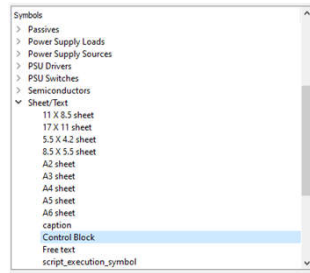 Symbols
Passives
Power Supply Loads
Power Supply Sources
PSU Drivers
PSU Switches
Semiconductors
Sheet/Text
11 X 8.5 sheet
17 X 11 sheet
5.5 X 4.2 sheet
8.5 X 5.5 sheet
A2 sheet
A3 sheet
A4 sheet
A5 sheet
A6 sheet
caption
Control Block
Free text
script_execution_symbol